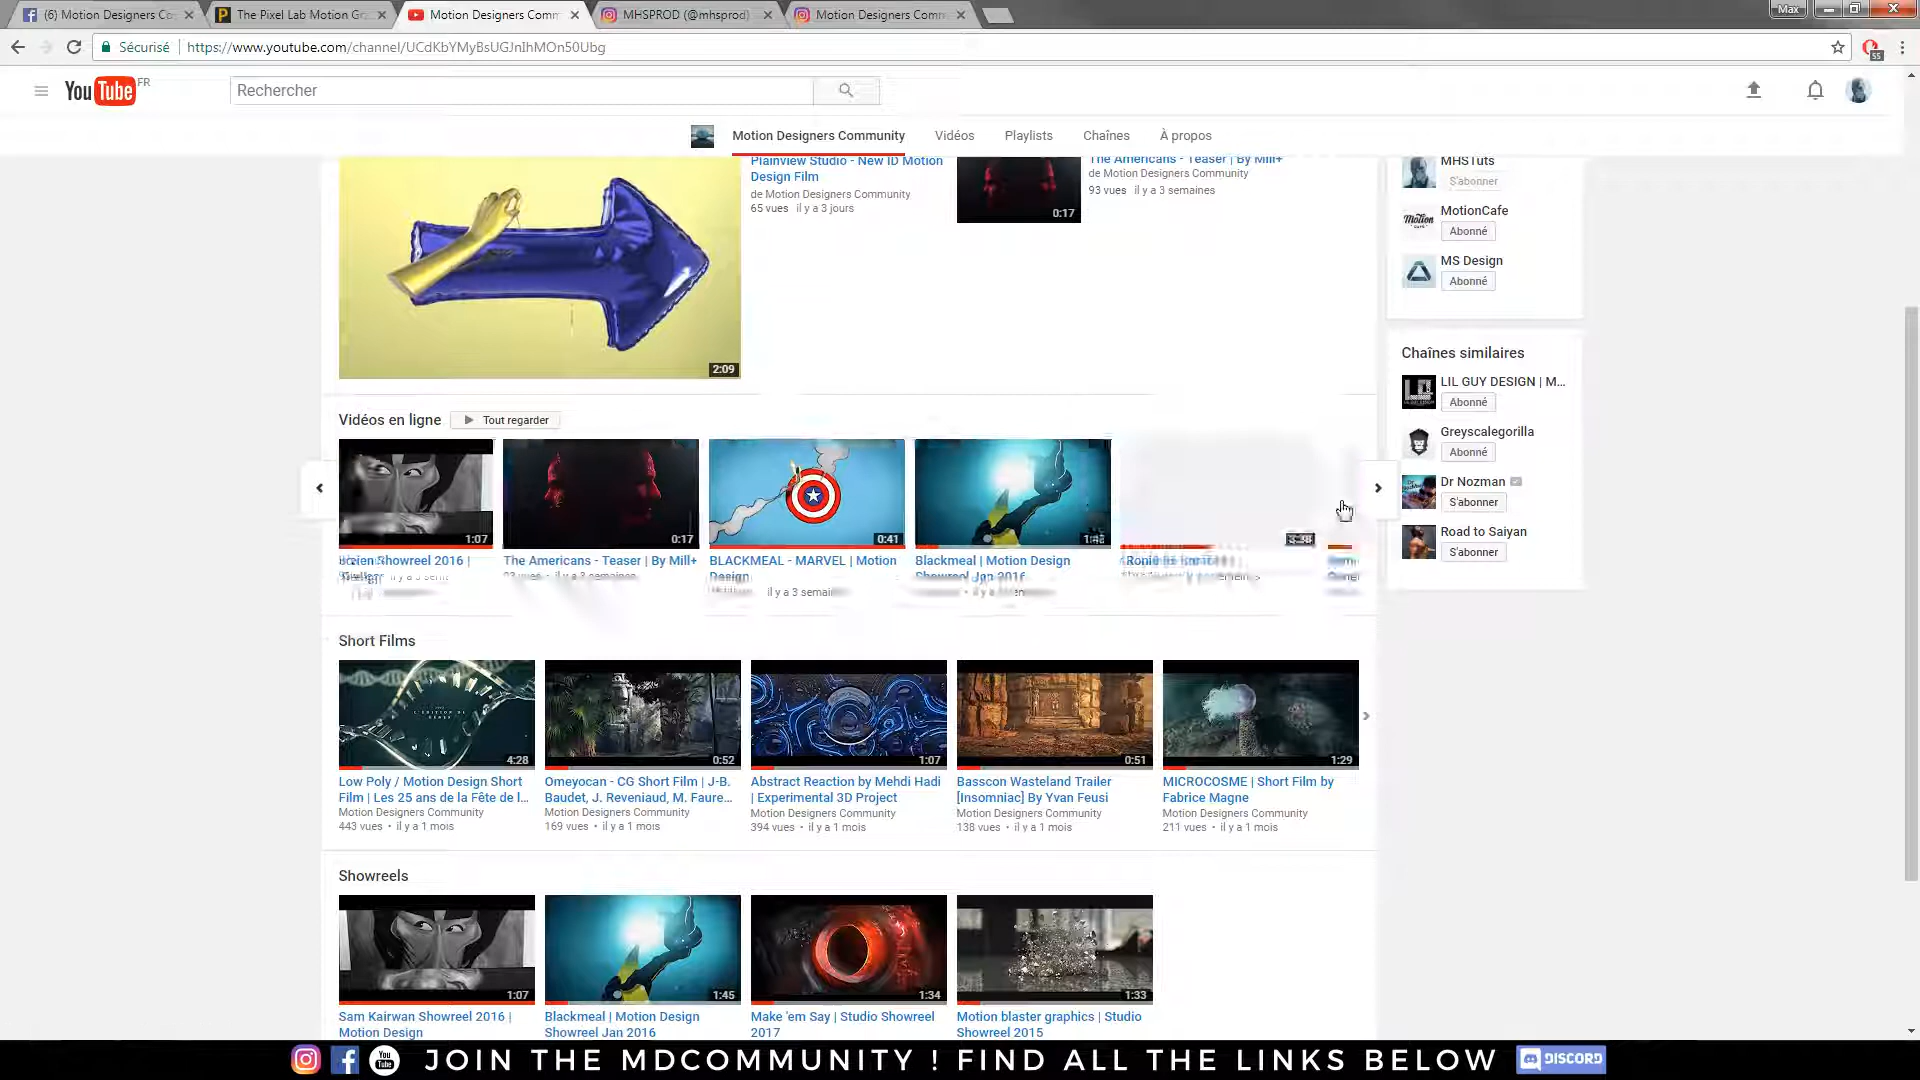 (6) Motion Designers Co
The Pixel Lab Motion Gr
Motion Designers Comm
MHSPROD (@mhsprod)
Motion Designers Comm
Max
Sécurisé
https://www.youtube.com/channel/UCdKbYMyBsUGJnIhMOn50Ubg
55
YouTube FR
Rechercher
Motion Designers Community
Vidéos
Playlists
Chaînes
À propos
Plainview Studio - New ID Motion
Design Film
de Motion Designers Community
65 vues il y a 3 jours
2:09
The Americans - Teaser | By Mill+
de Motion Designers Community
93 vues il y a 3 semaines
0:17
MHSTuts
S'abonner
MotionCafe
Abonné
MS Design
Abonné
Chaînes similaires
LIL GUY DESIGN | M...
Abonné
Greyscalegorilla
Abonné
Dr Nozman
S'abonner
Road to Saiyan
S'abonner
Vidéos en ligne
Tout regarder
1:07
0:17
0:41
Showreel 2016 |
The Americans - Teaser | By Mill+
BLACKMEAL - MARVEL | Motion
Design
il y a 3
Blackmeal | Motion Design
Showreel Jan 2016
Short Films
4:28
Low Poly / Motion Design Short
Film | Les 25 ans de la Fête de l...
Motion Designers Community
443 vues • il y a 1 mois
0:52
Omeyocan - CG Short Film | J-B.
Baudet, J. Reveniaud, M. Faure...
Motion Designers Community
169 vues • il y a 1 mois
1:07
Abstract Reaction by Mehdi Hadi
| Experimental 3D Project
Motion Designers Community
394 vues • il y a 1 mois
0:51
Basscon Wasteland Trailer
[Insomniac] By Yvan Feusi
Motion Designers Community
138 vues • il y a 1 mois
1:29
MICROCOSME | Short Film by
Fabrice Magne
Motion Designers Community
211 vues • il y a 1 mois
Showreels
1:07
Sam Kairwan Showreel 2016 |
Motion Design
1:45
Blackmeal | Motion Design
Showreel Jan 2016
1:34
Make 'em Say | Studio Showreel
2017
1:33
Motion blaster graphics | Studio
Showreel 2015
JOIN THE MDCOMMUNITY ! FIND ALL THE LINKS BELOW
DISCORD